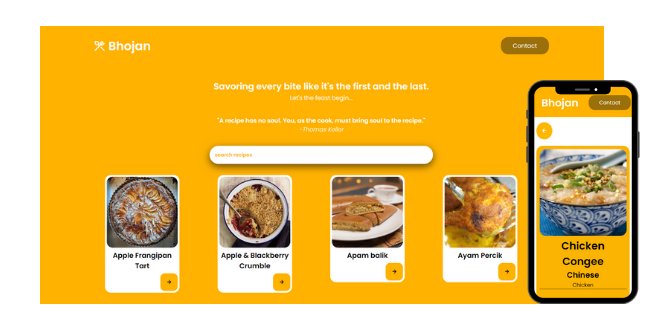 Bhojan
Contact
Savoring every bite like it's the first and the last.
Let's the feast begin...
"A recipe has no soul. You, as the cook, must bring soul to the recipe."
-Thomas Keller
search recipes
Apple Frangipan
Tart
Apple & Blackberry
Crumble
Apam balik
Ayam Percik
Bhojan
Contact
Chicken
Congee
Chinese
Chicken